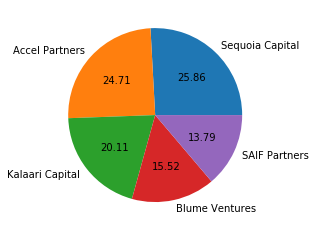 Sequoia Capital
25.86
Accel Partners
24.71
Kalaari Capital
20.11
Blume Ventures
15.52
SAIF Partners
13.79